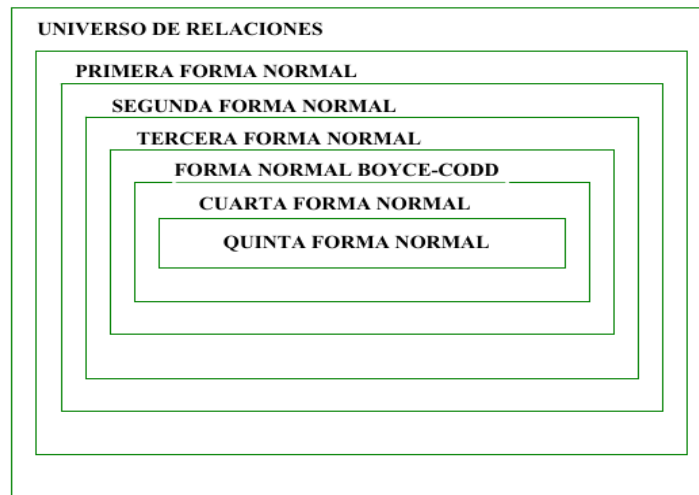 UNIVERSO DE RELACIONES
PRIMERA FORMA NORMAL
SEGUNDA FORMA NORMAL
TERCERA FORMA NORMAL
FORMA NORMAL BOYCE-CODD
CUARTA FORMA NORMAL
QUINTA FORMA NORMAL